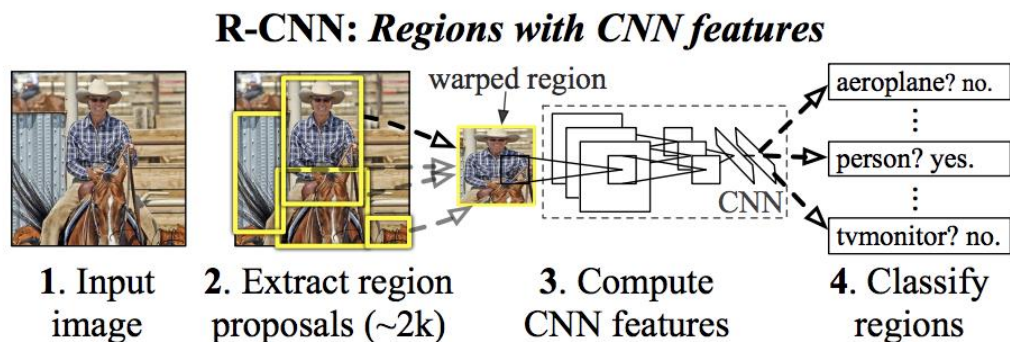 R-CNN: Regions with CNN features
warped region
aeroplane? no.
⋮
person? yes.
CNN
⋮
tvmonitor? no.
1. Input
image
2. Extract region
proposals (~2k)
3. Compute
CNN features
4. Classify
regions